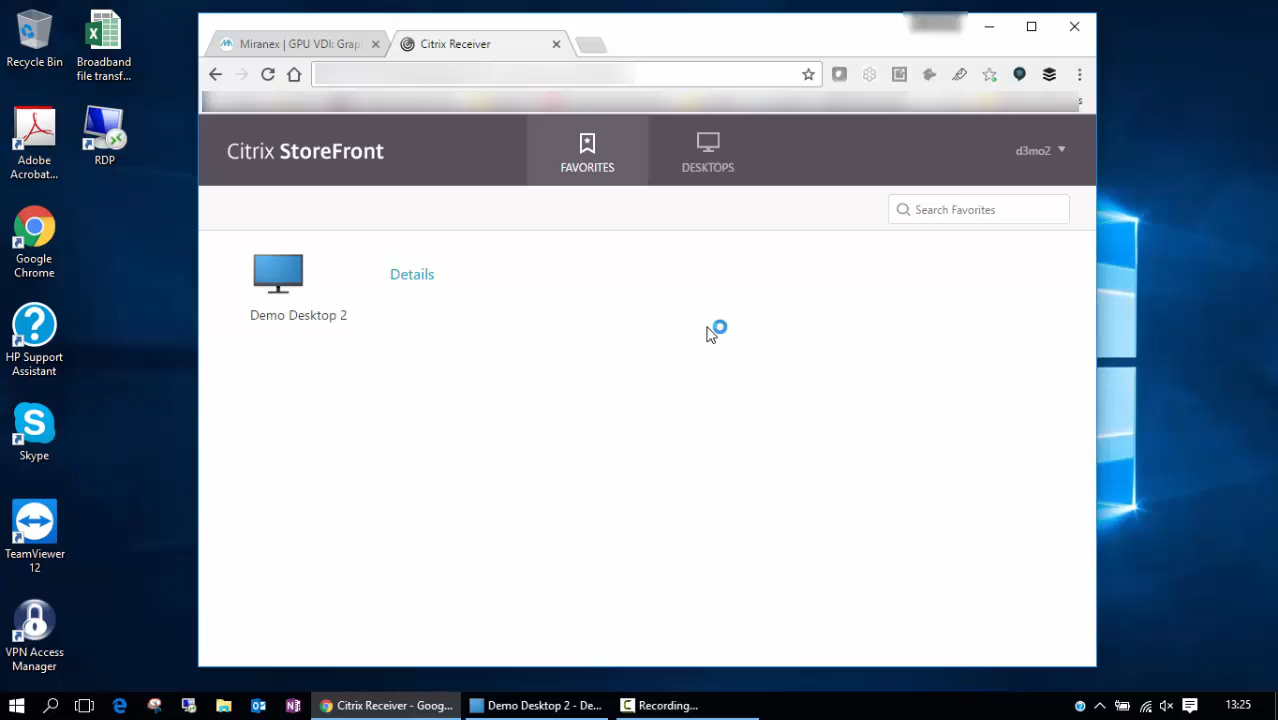 Recycle Bin
Broadband
file transf...
Adobe
Acrobat...
RDP
Google
Chrome
HP Support
Assistant
Skype
TeamViewer
12
VPN Access
Manager
Miranex | GPU VDI: Grap
Citrix Receiver
Citrix StoreFront
FAVORITES
DESKTOPS
d3mo2
Search Favorites
Details
Demo Desktop 2
Citrix Receiver - Goog...
Demo Desktop 2 - De...
Recording...
13:25